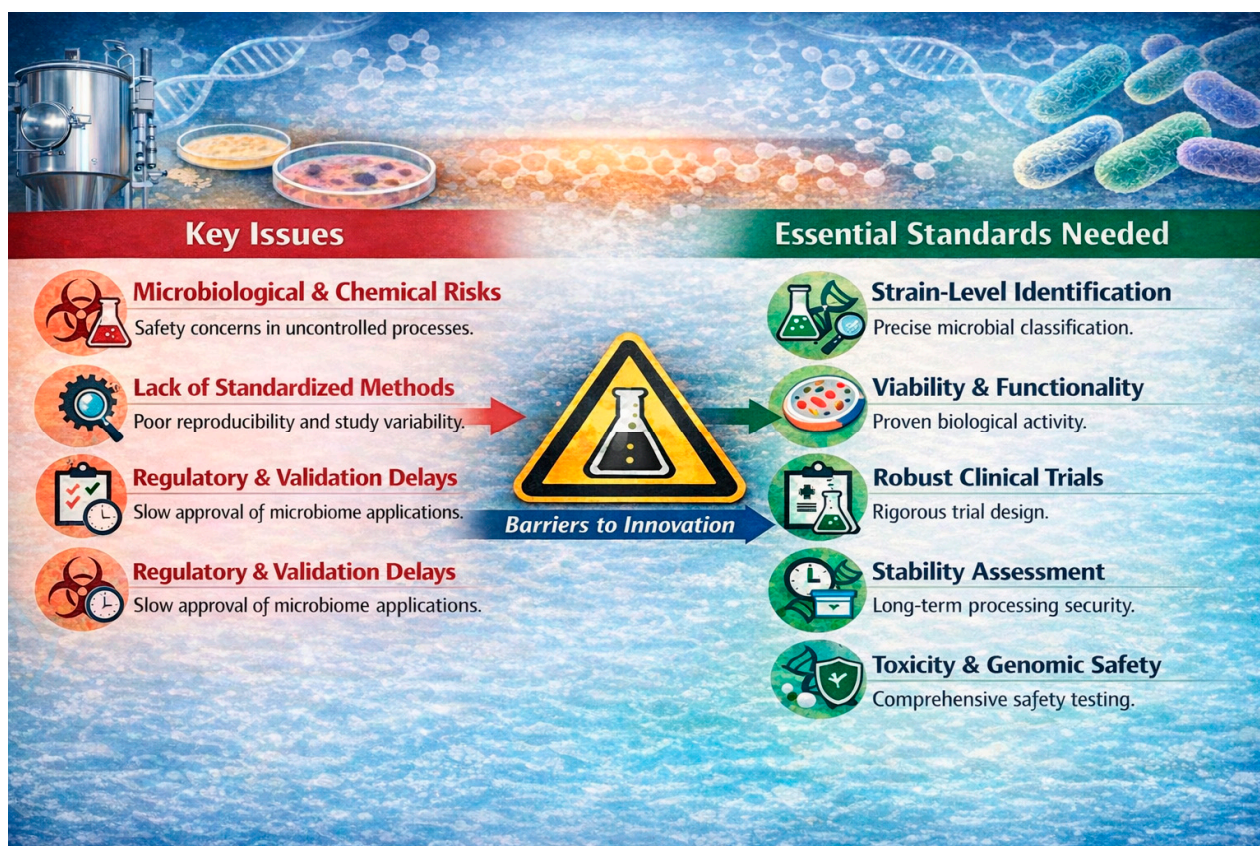 Key Issues
Microbiological & Chemical Risks
Safety concerns in uncontrolled processes.
Lack of Standardized Methods
Poor reproducibility and study variability.
Regulatory & Validation Delays
Slow approval of microbiome applications.
Regulatory & Validation Delays
Slow approval of microbiome applications.
Barriers to Innovation
Essential Standards Needed
Strain-Level Identification
Precise microbial classification.
Viability & Functionality
Proven biological activity.
Robust Clinical Trials
Rigorous trial design.
Stability Assessment
Long-term processing security.
Toxicity & Genomic Safety
Comprehensive safety testing.